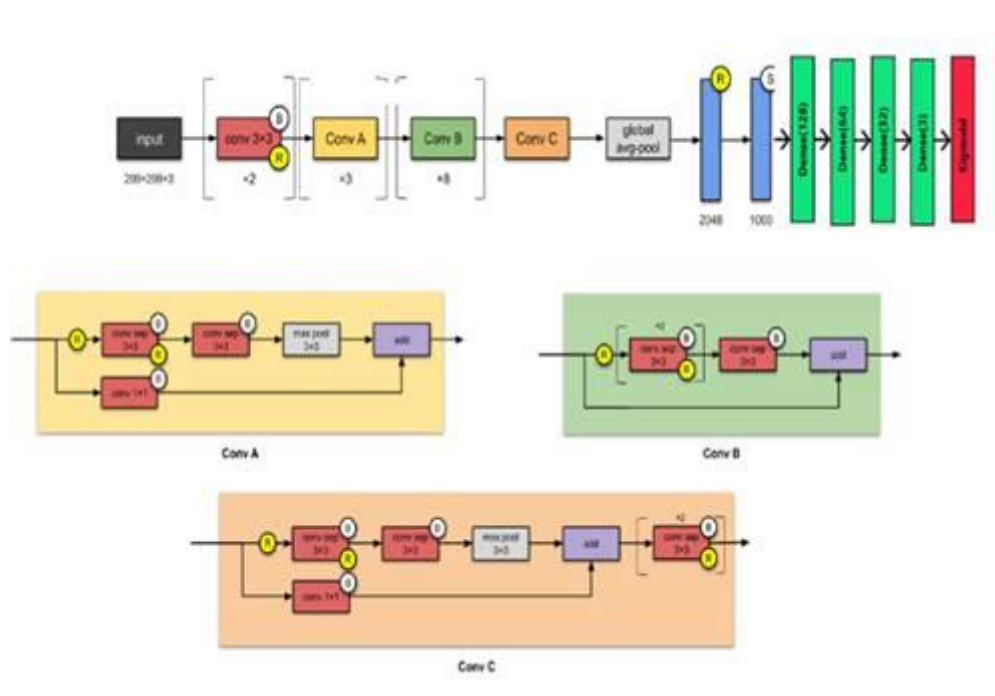 input
299×299×3
conv 3×3
B
R
×2
Conv A
×3
Conv B
×8
Conv C
global
avg-pool
R
2048
S
1000
Dense(128)
Dense(64)
Dense(32)
Dense(3)
Sigmoidal
R
conv sep
3×3
B
R
conv sep
3×3
B
max pool
3×3
add
conv 1×1
B
Conv A
R
×2
conv sep
3×3
B
R
conv sep
3×3
B
add
Conv B
R
conv sep
3×3
B
R
conv sep
3×3
B
max pool
3×3
add
×2
conv sep
3×3
B
R
conv 1×1
B
Conv C